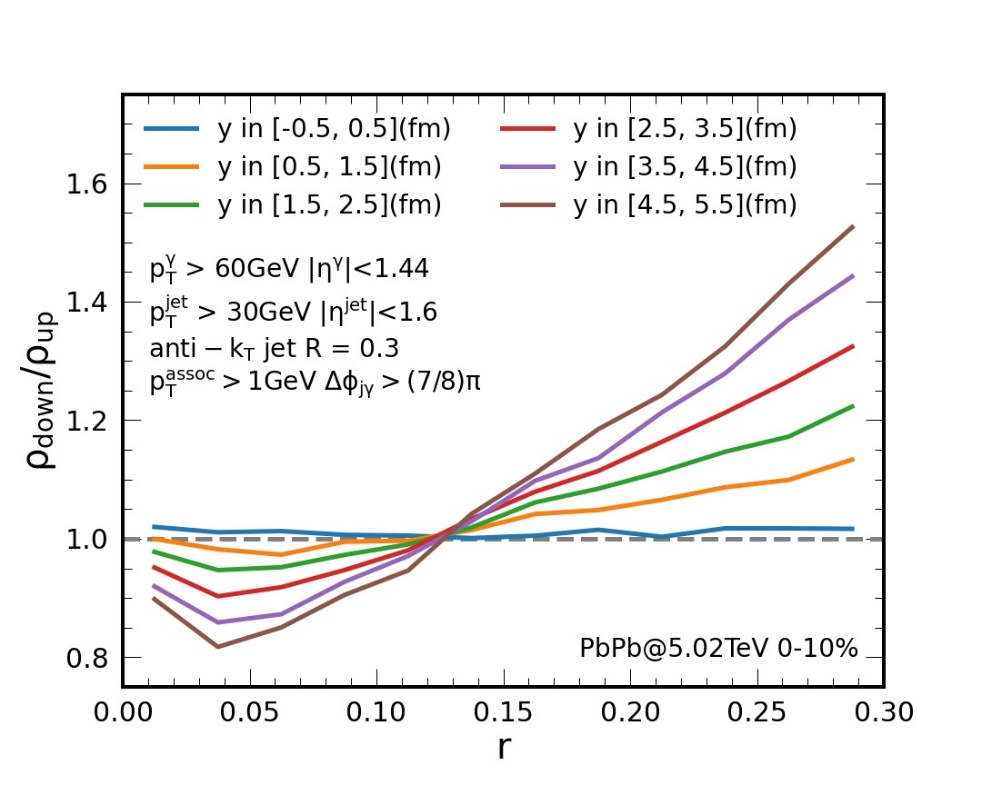 y in [-0.5, 0.5](fm)
y in [0.5, 1.5](fm)
y in [1.5, 2.5](fm)
y in [2.5, 3.5](fm)
y in [3.5, 4.5](fm)
y in [4.5, 5.5](fm)
p_T^γ > 60GeV |η^γ|<1.44
p_T^jet > 30GeV |η^jet|<1.6
anti − k_T jet R = 0.3
p_T^assoc > 1GeV Δϕ_jγ > (7/8)π
PbPb@5.02TeV 0-10%
ρ_down/ρ_up
1.6
1.4
1.2
1.0
0.8
0.00 0.05 0.10 0.15 0.20 0.25 0.30
r